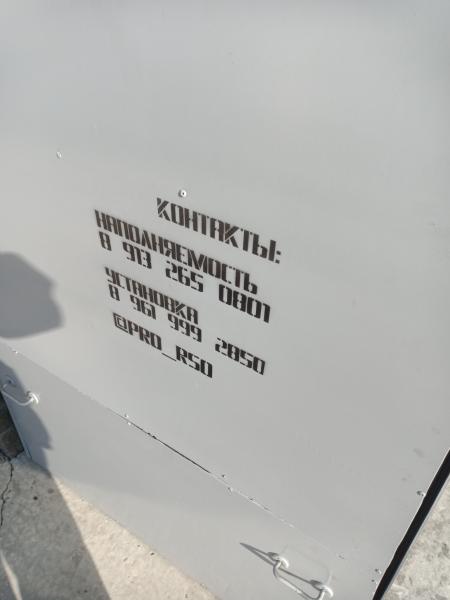 КОНТАКТЫ:
НАПОЛНЯЕМОСТЬ
8 913 265 0801
УСТАНОВКА
8 961 999 2850
@PRO_RSO